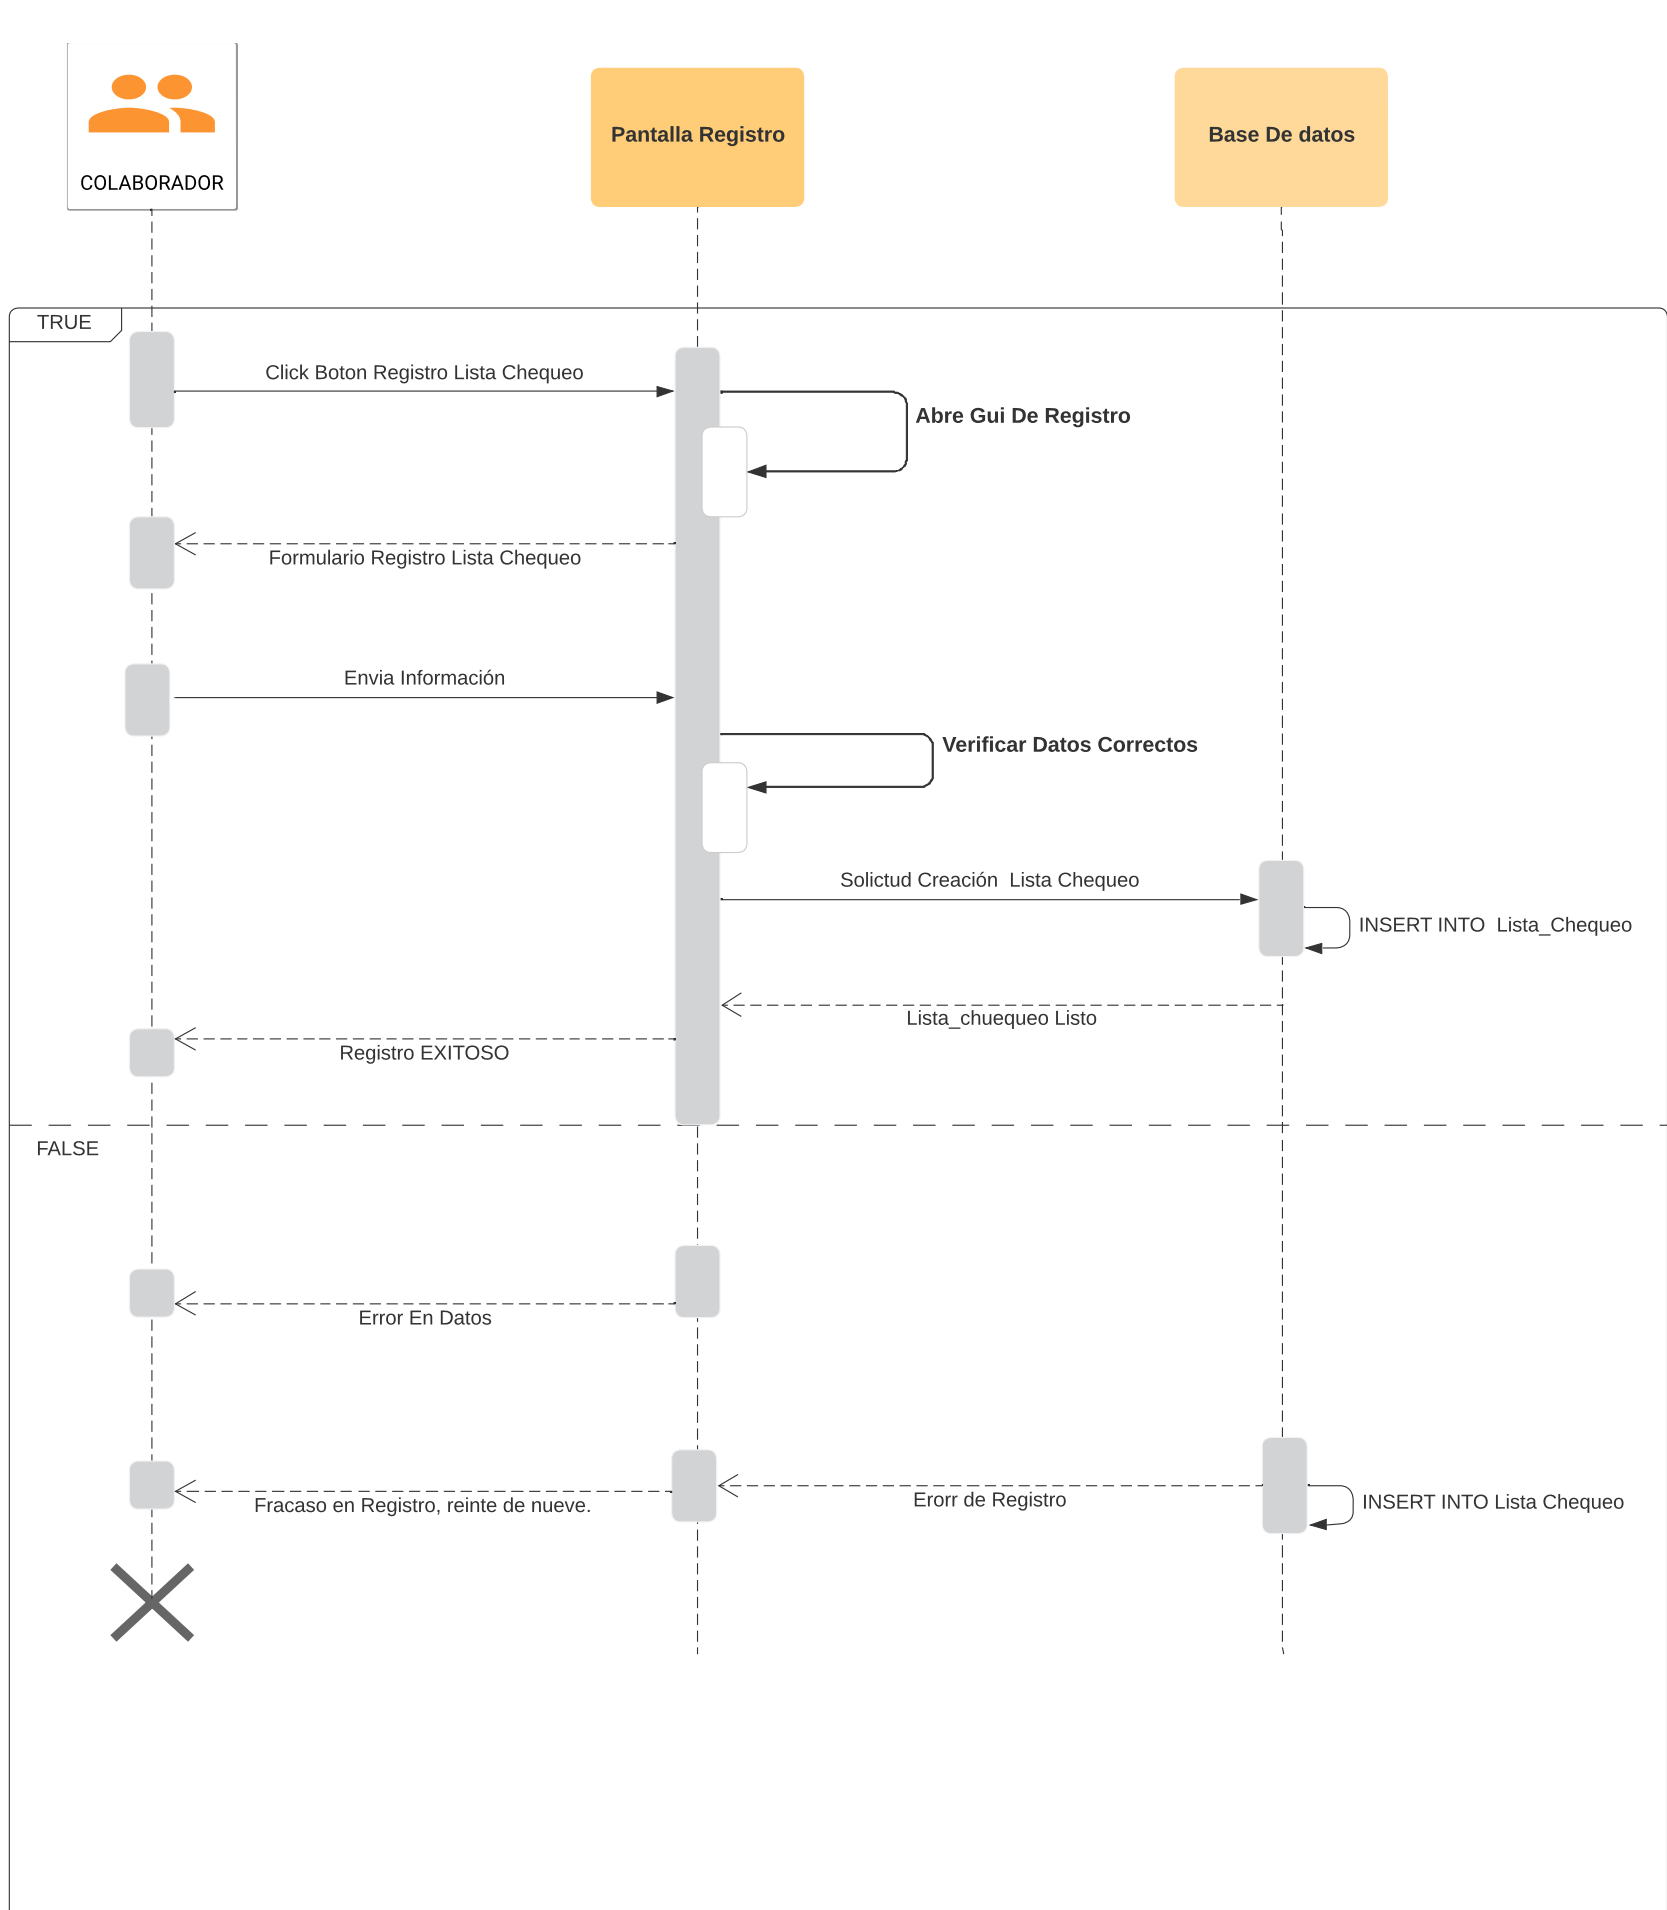 COLABORADOR
Pantalla Registro
Base De datos
TRUE
Click Boton Registro Lista Chequeo
Abre Gui De Registro
Formulario Registro Lista Chequeo
Envia Información
Verificar Datos Correctos
Solictud Creación  Lista Chequeo
INSERT INTO  Lista_Chequeo
Lista_chuequeo Listo
Registro EXITOSO
FALSE
Error En Datos
Erorr de Registro
INSERT INTO Lista Chequeo
Fracaso en Registro, reinte de nueve.